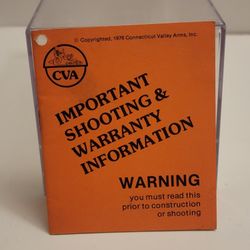 © Copyrighted, 1976 Connecticut Valley Arms, Inc.
CVA
IMPORTANT
SHOOTING &
WARRANTY
INFORMATION
WARNING
you must read this
prior to construction
or shooting